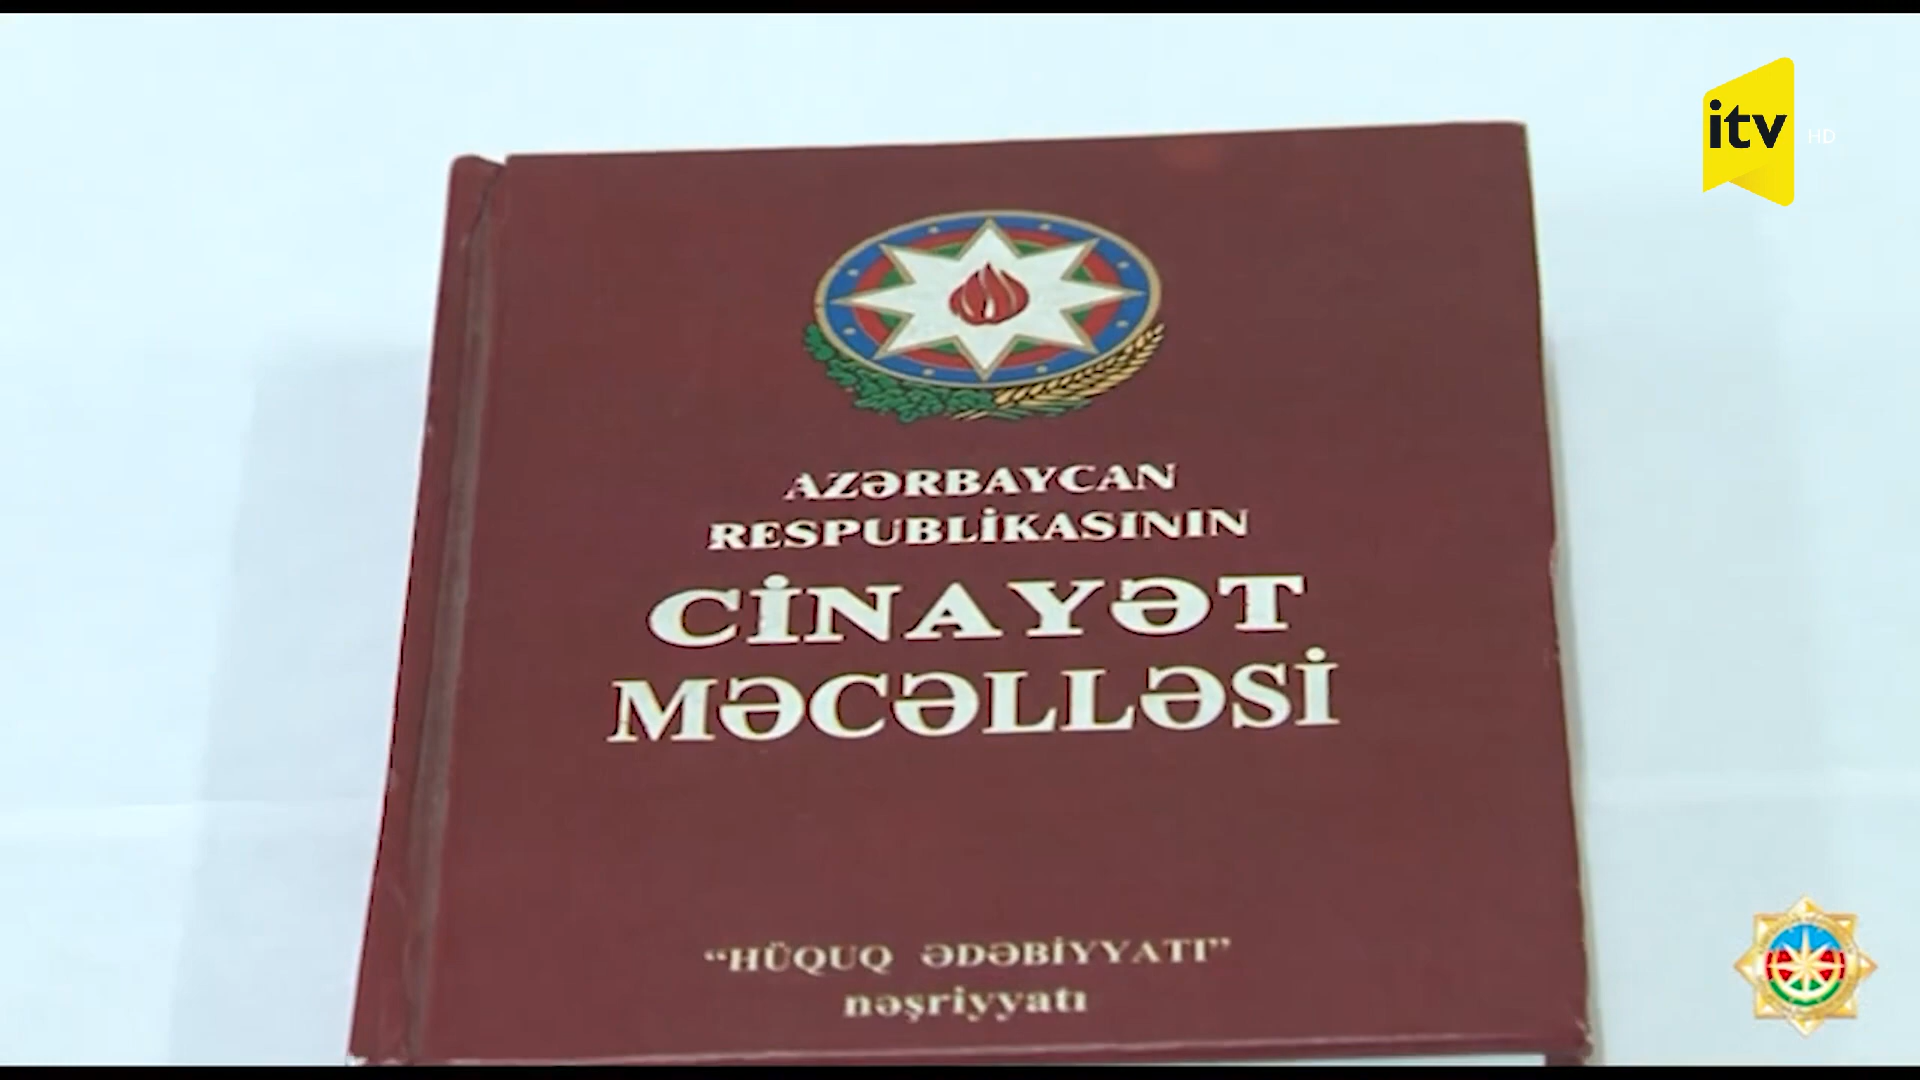 itv HD
AZƏRBAYCAN
RESPUBLİKASININ
CİNAYƏT
MƏCƏLLƏSİ
“HÜQUQ ƏDƏBİYYATI”
nəşriyyatı